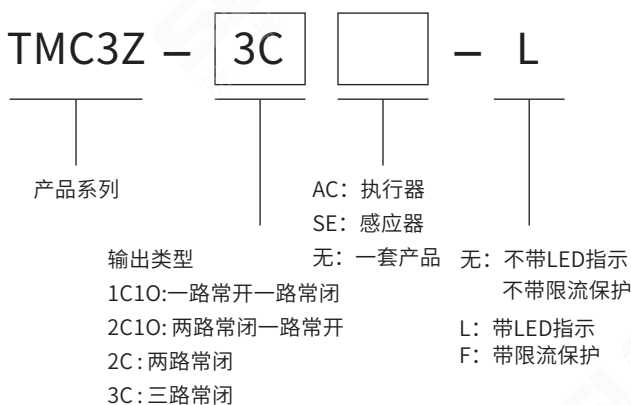 TMC3Z – 3C – L
产品系列
AC：执行器
SE：感应器
无：一套产品
输出类型
1C1O:一路常开一路常闭
2C1O:两路常闭一路常开
2C:两路常闭
3C:三路常闭
无：不带LED指示
不带限流保护
L：带LED指示
F：带限流保护